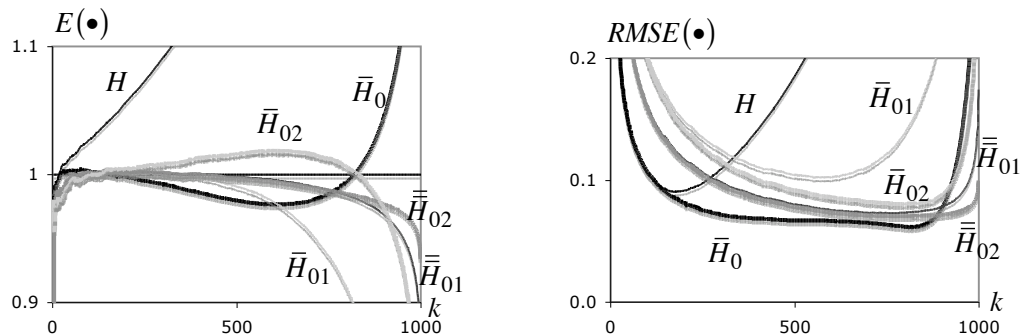 E(•)
1.1
H
H̄₀
H̄₀₂
1
H̿₀₂
H̄₀₁
H̿₀₁
0.9
0 500 1000
k
RMSE(•)
0.2
H
H̄₀₁
H̿₀₁
0.1
H̄₀₂
H̄₀
H̿₀₂
0.0
0 500 1000
k